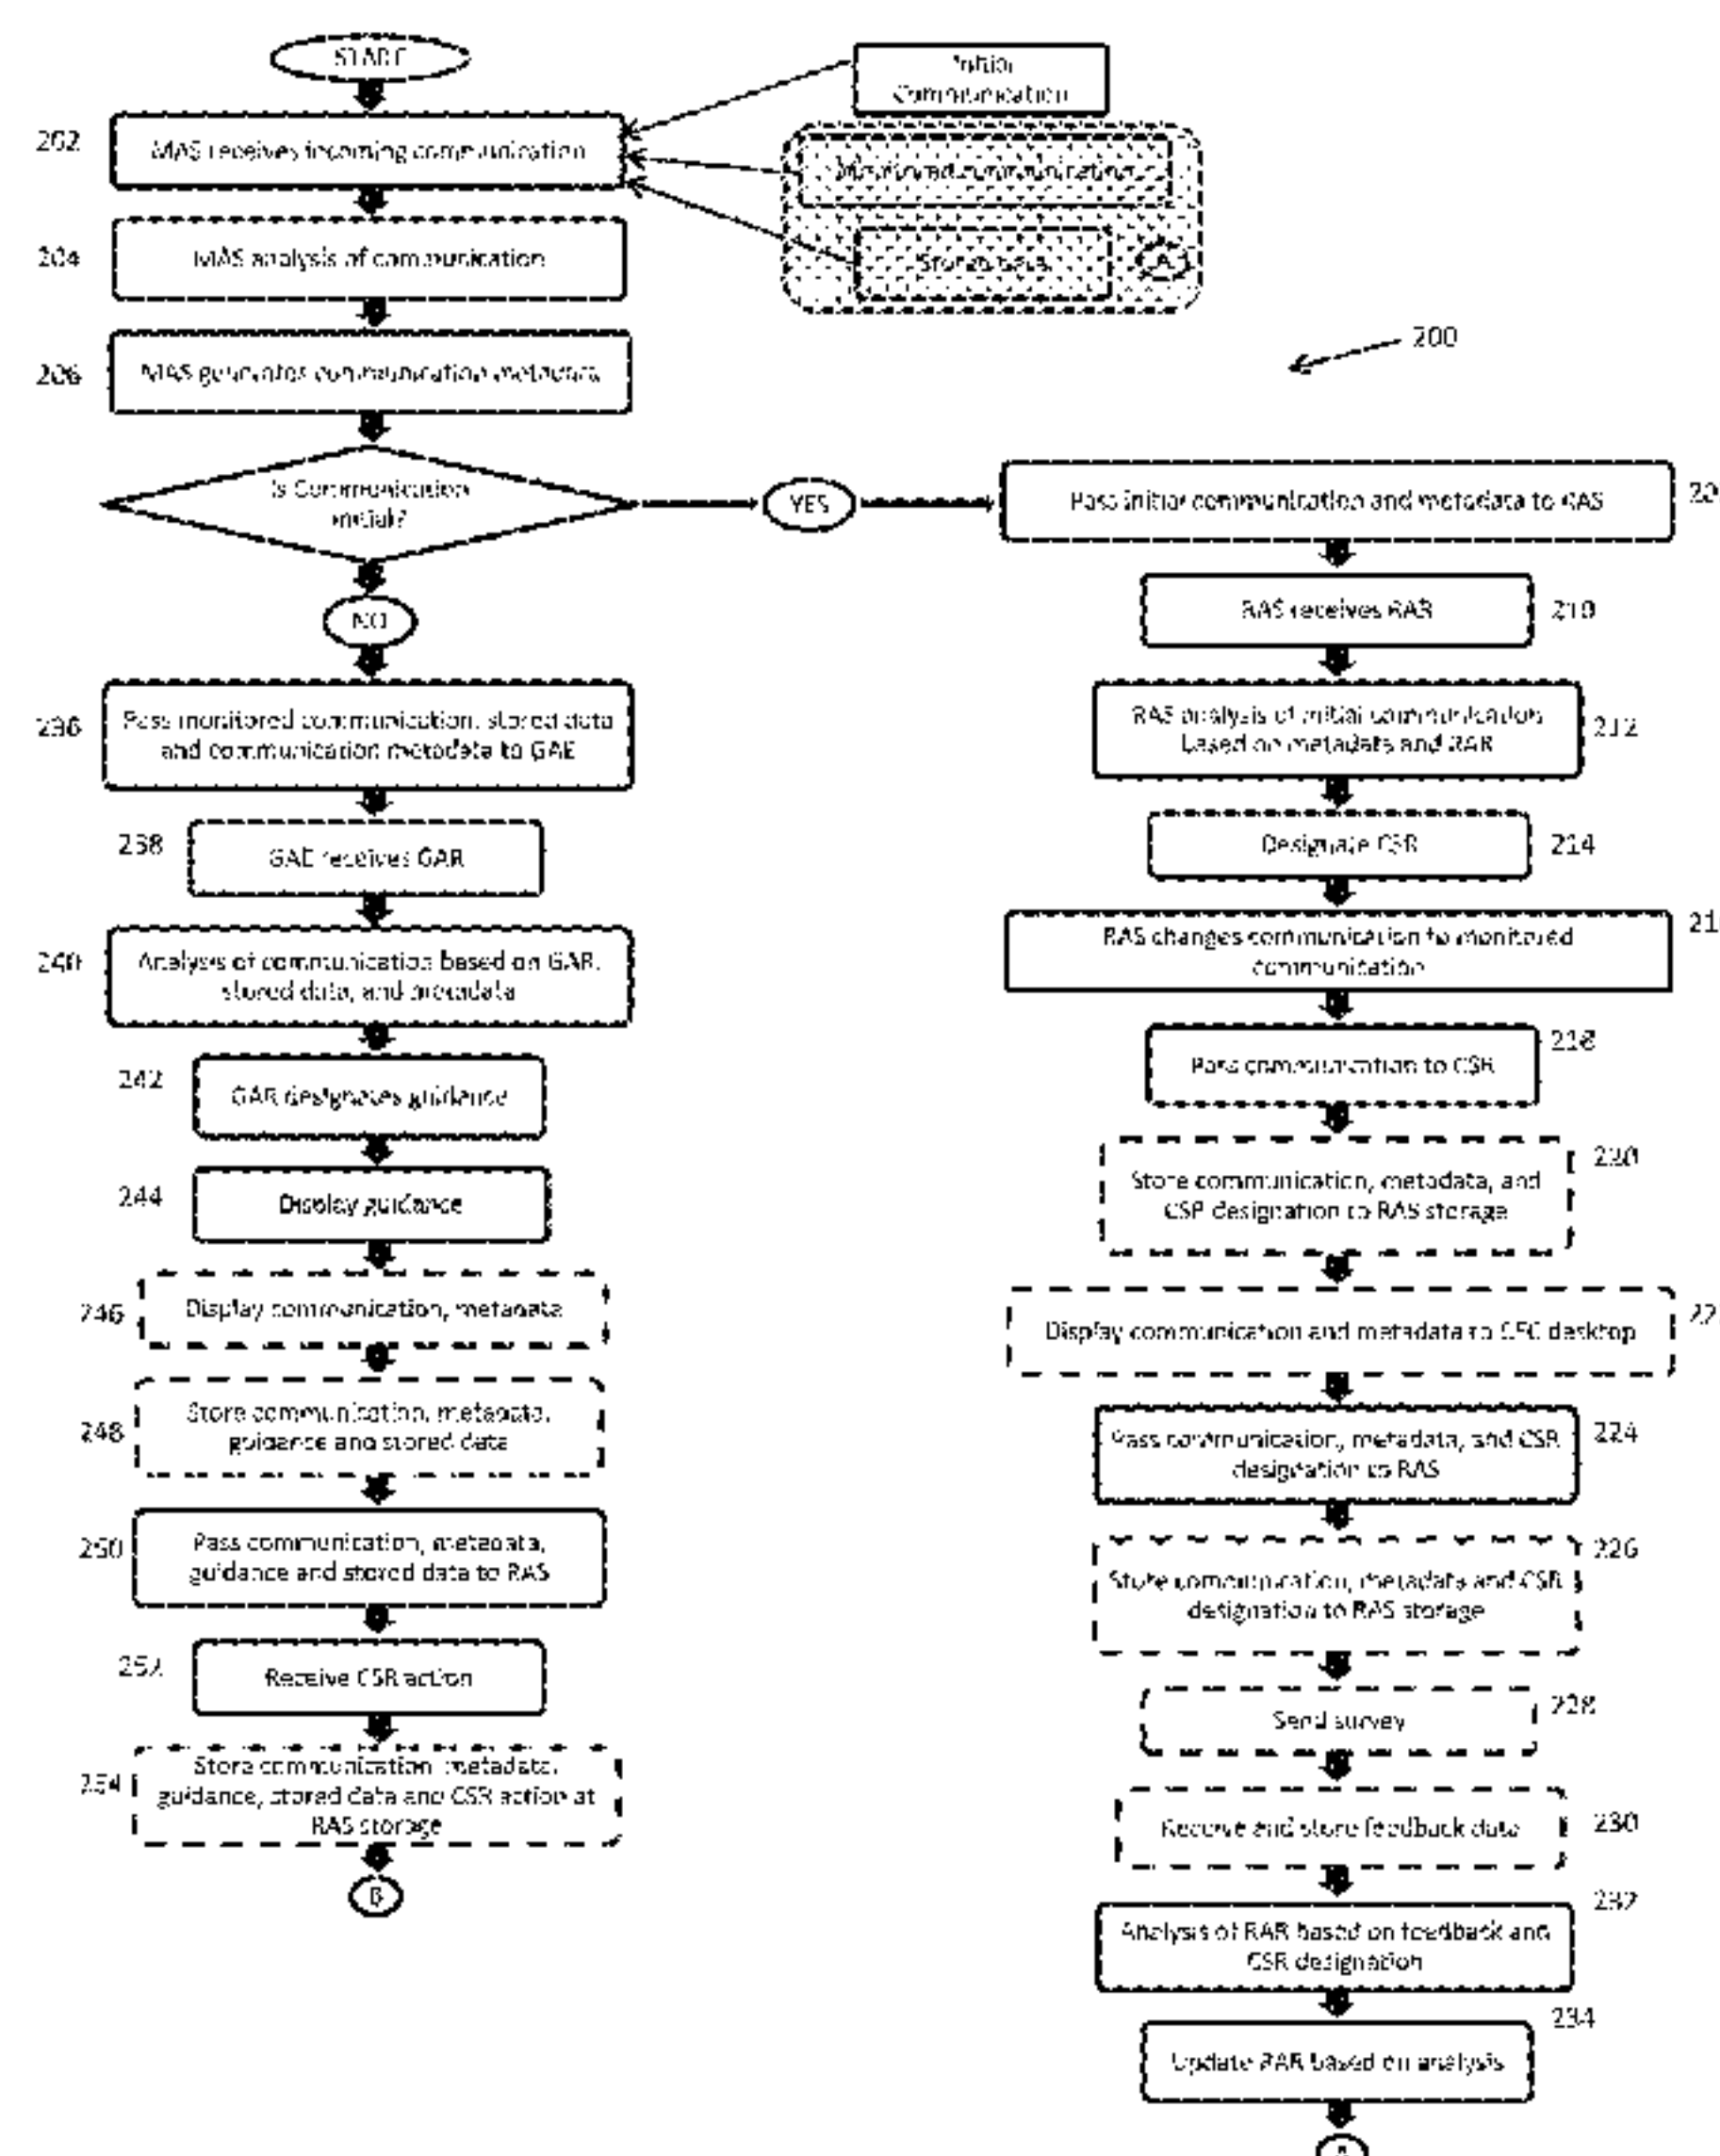 START
Initial
Communication
202
MAS receives incoming communication
Monitored communication
204
MAS analysis of communication
Stored data
A
200
206
MAS generates communication metadata
Is Communication
initial?
YES
Pass initial communication and metadata to RAS
20
NO
RAS receives RAR
210
236
Pass monitored communication, stored data
and communication metadata to GAE
RAS analysis of initial communication
based on metadata and RAR
212
238
GAE receives GAR
Designate CSR
214
240
Analysis of communication based on GAR,
stored data, and metadata
RAS changes communication to monitored
communication
21
242
GAR designates guidance
Pass communication to CSR
218
244
Display guidance
Store communication, metadata, and
CSR designation to RAS storage
220
246
Display communication, metadata
Display communication and metadata to desktop
22
248
Store communication, metadata,
guidance and stored data
Pass communication, metadata, and CSR
designation to RAS
224
250
Pass communication, metadata,
guidance and stored data to RAS
Store communication, metadata and CSR
designation to RAS storage
226
252
Receive CSR action
Send survey
228
254
Store communication, metadata,
guidance, stored data and CSR action at
RAS storage
Receive and store feedback data
230
B
Analysis of RAR based on feedback and
CSR designation
232
Update RAR based on analysis
234